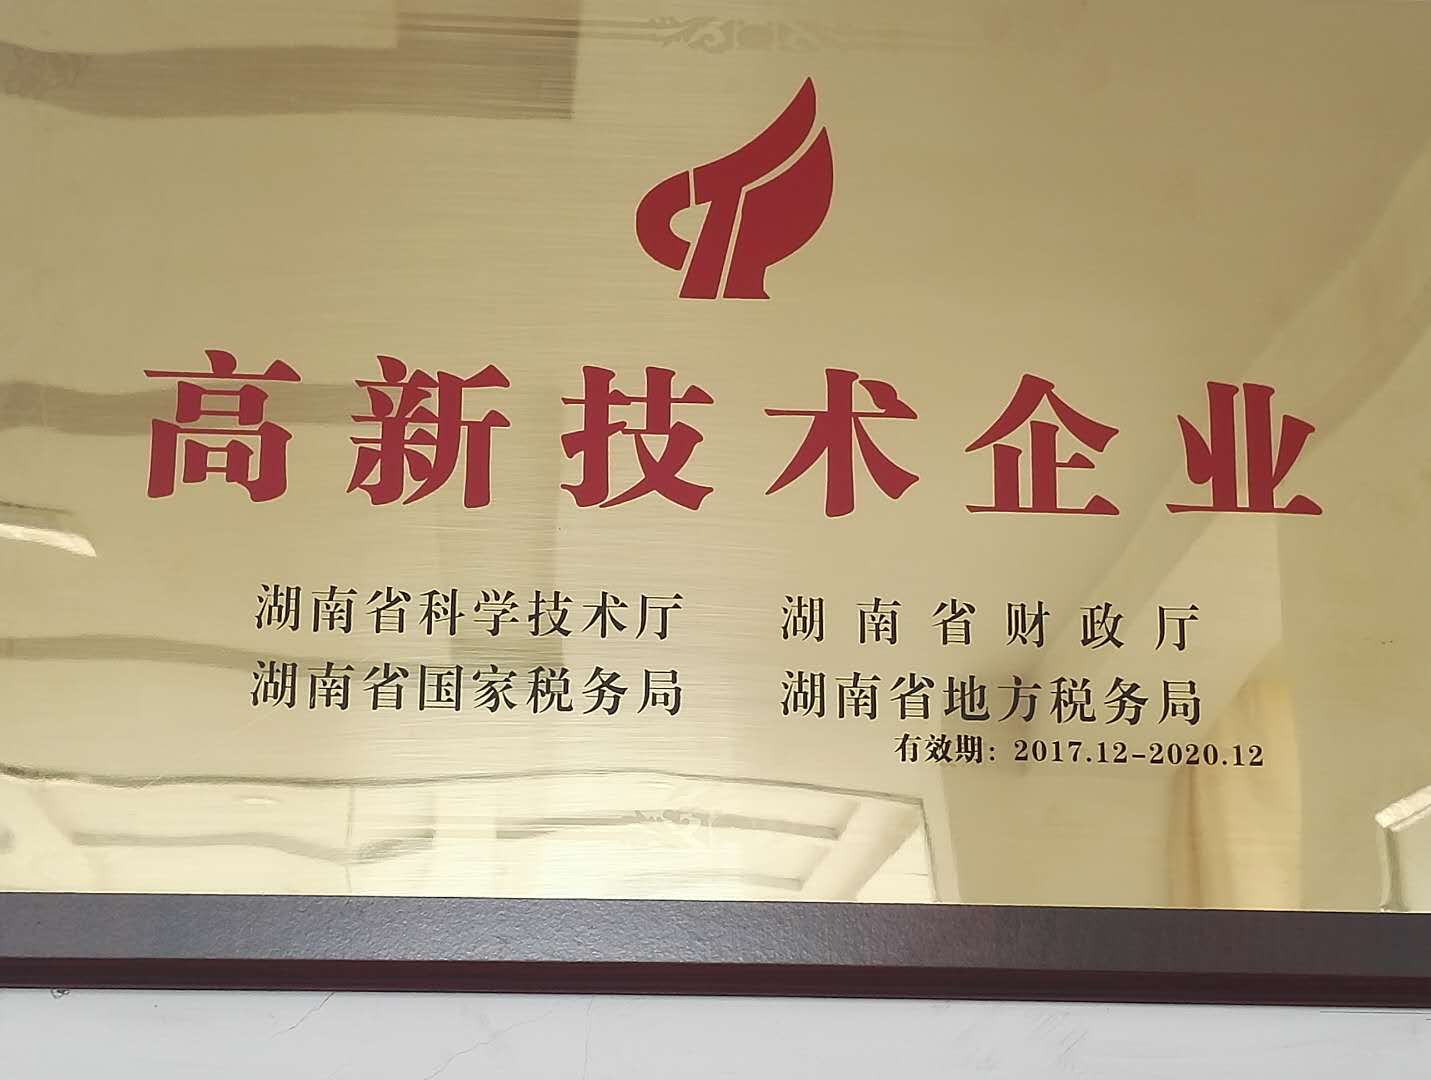 高新技术企业
湖南省科学技术厅 湖南省财政厅
湖南省国家税务局 湖南省地方税务局
有效期：2017.12-2020.12